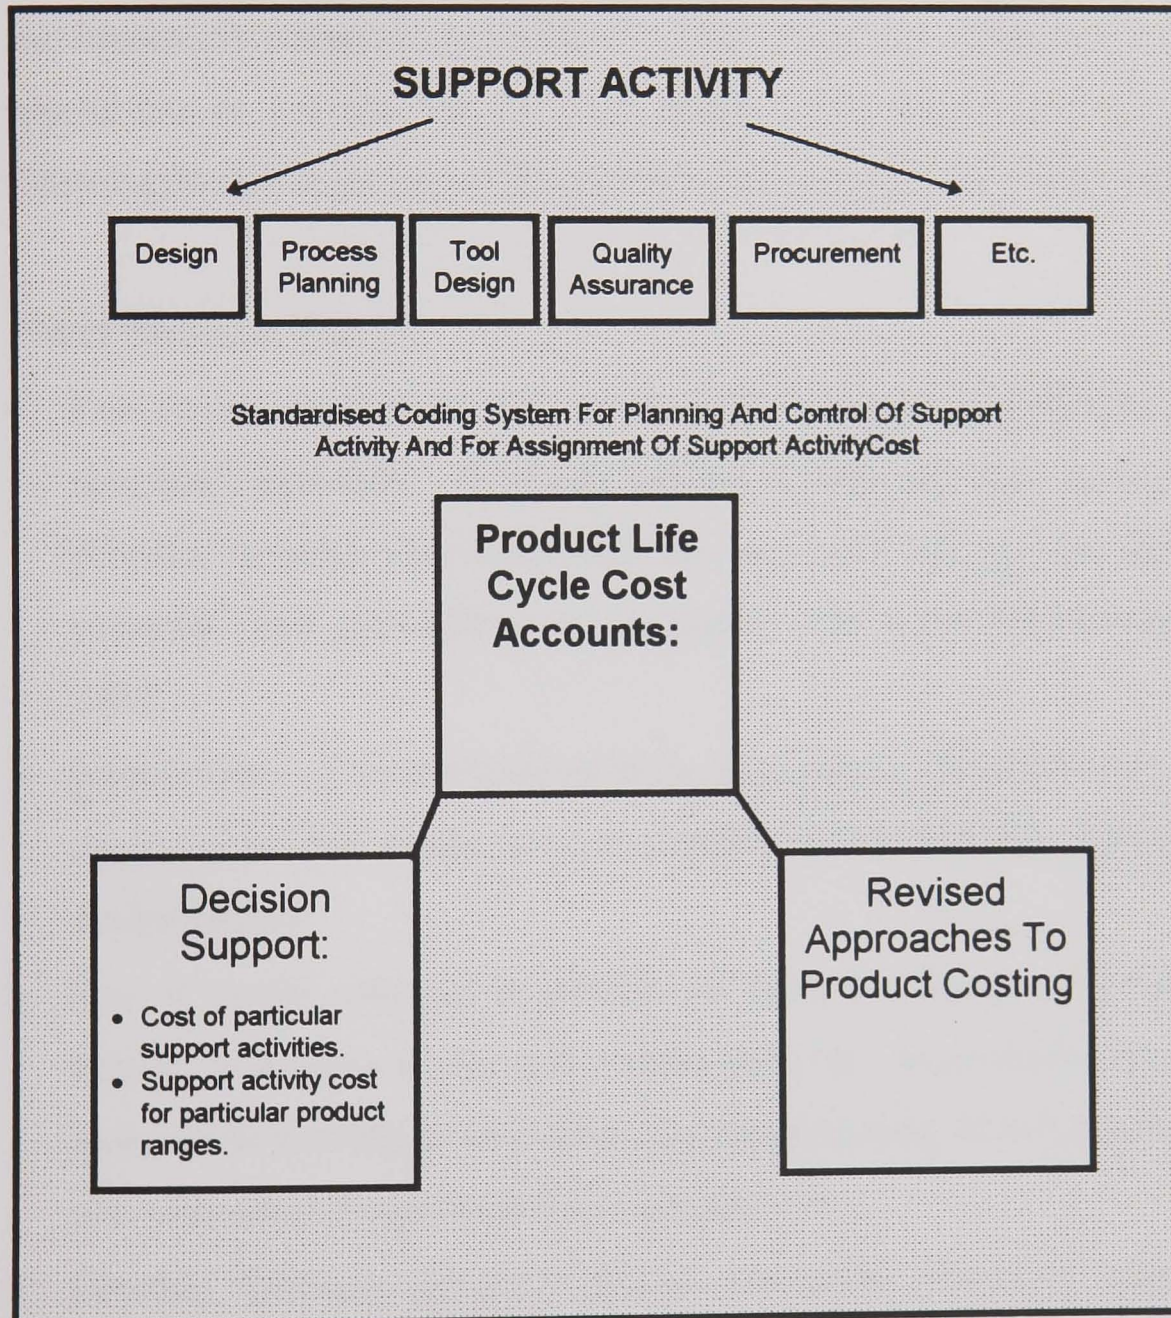 SUPPORT ACTIVITY
Design
Process
Planning
Tool
Design
Quality
Assurance
Procurement
Etc.
Standardised Coding System For Planning And Control Of Support
Activity And For Assignment Of Support ActivityCost
Product Life
Cycle Cost
Accounts:
Decision
Support:
• Cost of particular
support activities.
• Support activity cost
for particular product
ranges.
Revised
Approaches To
Product Costing